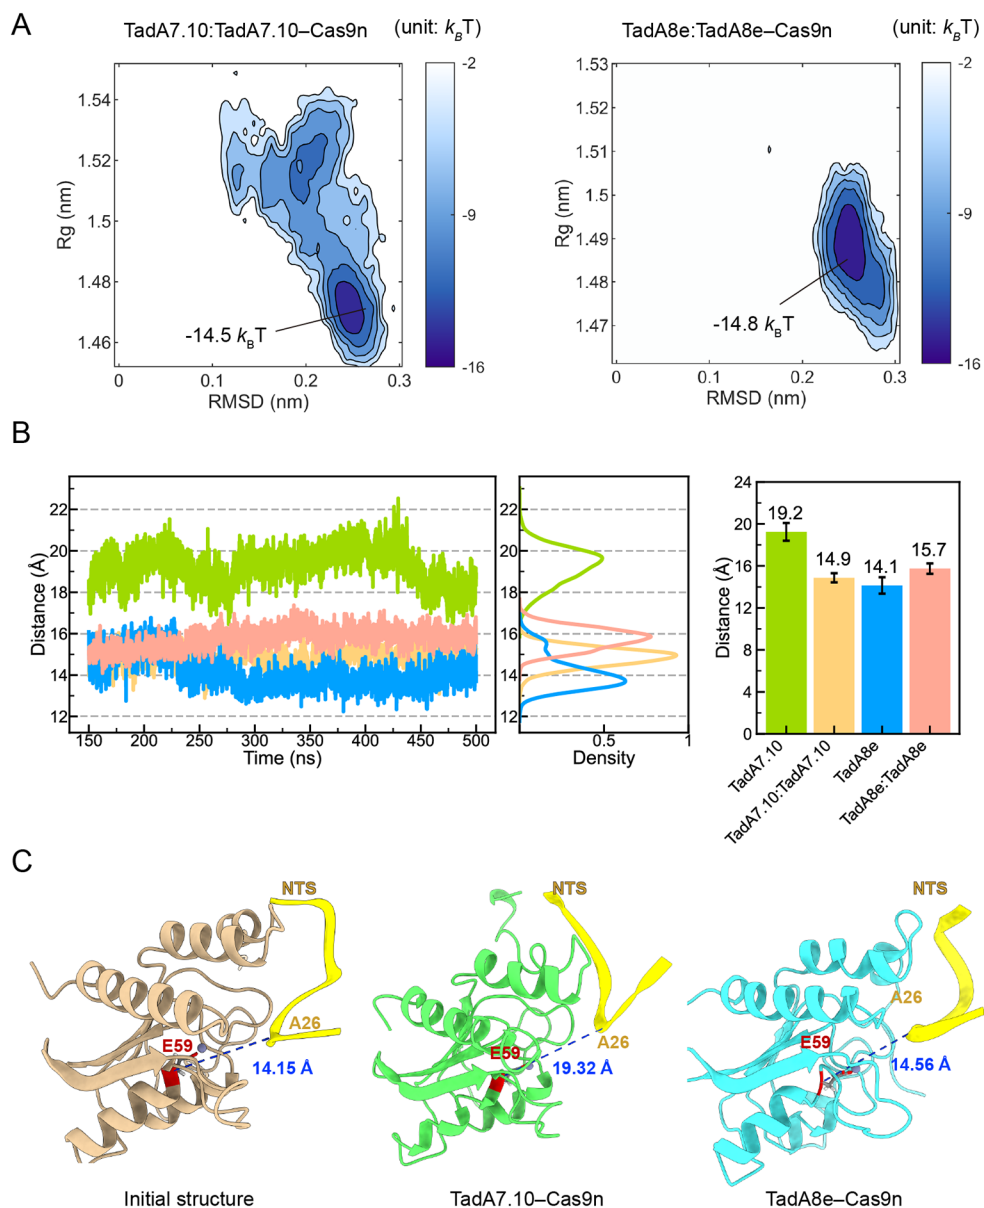 A
TadA7.10:TadA7.10–Cas9n (unit: kBT)
TadA8e:TadA8e–Cas9n (unit: kBT)
1.54
1.52
1.5
1.48
1.46
Rg (nm)
0 0.1 0.2 0.3
RMSD (nm)
-14.5 kBT
-2
-9
-16
1.53
1.52
1.51
1.5
1.49
1.48
1.47
Rg (nm)
0 0.1 0.2 0.3
RMSD (nm)
-14.8 kBT
-2
-9
-16
B
22
20
18
16
14
12
Distance (Å)
150 200 250 300 350 400 450 500
Time (ns)
22
20
18
16
14
12
0.5 1
Density
24
20
16
12
8
4
0
Distance (Å)
19.2
14.9
14.1
15.7
TadA7.10
TadA7.10:TadA7.10
TadA8e
TadA8e:TadA8e
C
NTS
A26
E59
14.15 Å
Initial structure
NTS
A26
E59
19.32 Å
TadA7.10–Cas9n
NTS
A26
E59
14.56 Å
TadA8e–Cas9n